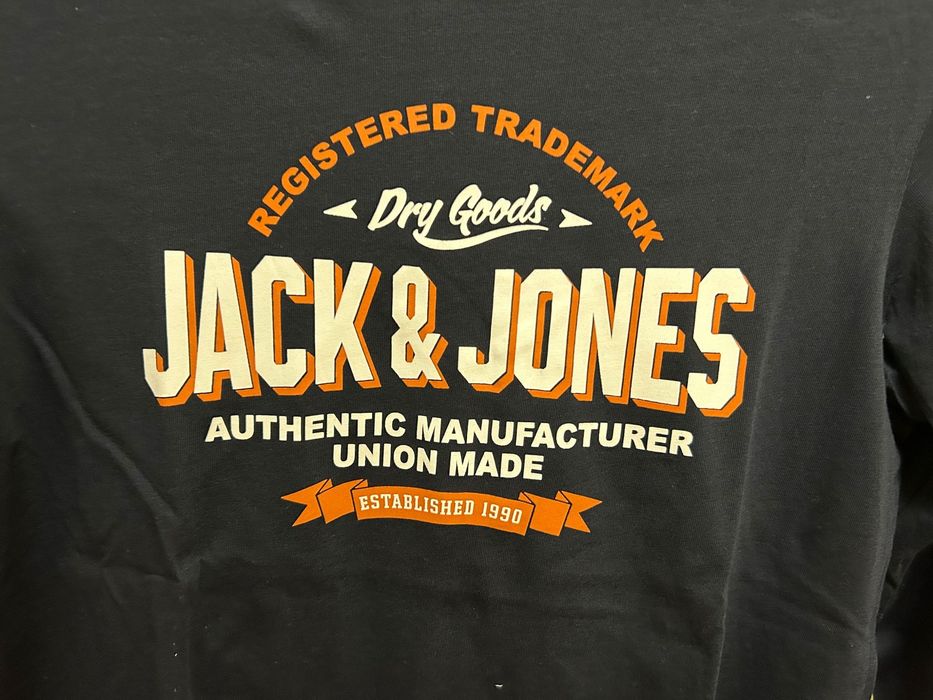 REGISTERED TRADEMARK
Dry Goods
JACK & JONES
AUTHENTIC MANUFACTURER
UNION MADE
ESTABLISHED 1990